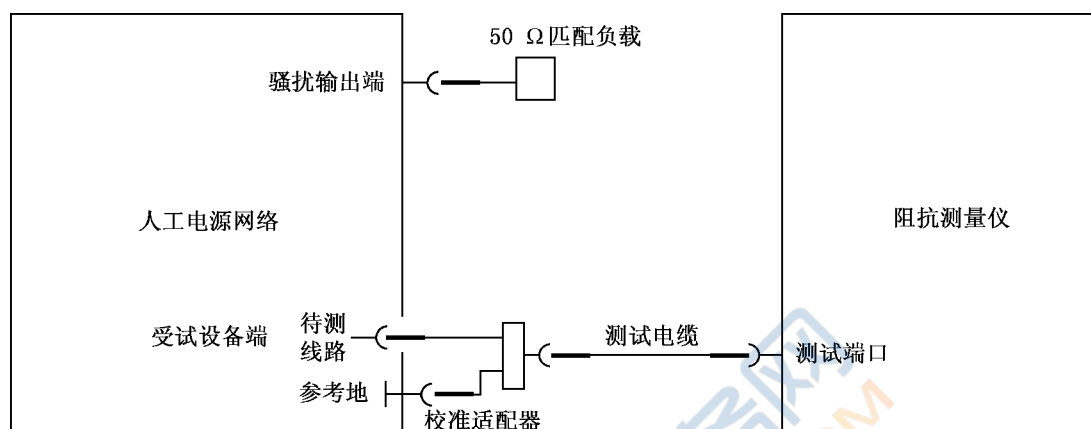 50 Ω匹配负载
骚扰输出端
人工电源网络
阻抗测量仪
受试设备端
待测
线路
测试电缆
测试端口
参考地
校准适配器